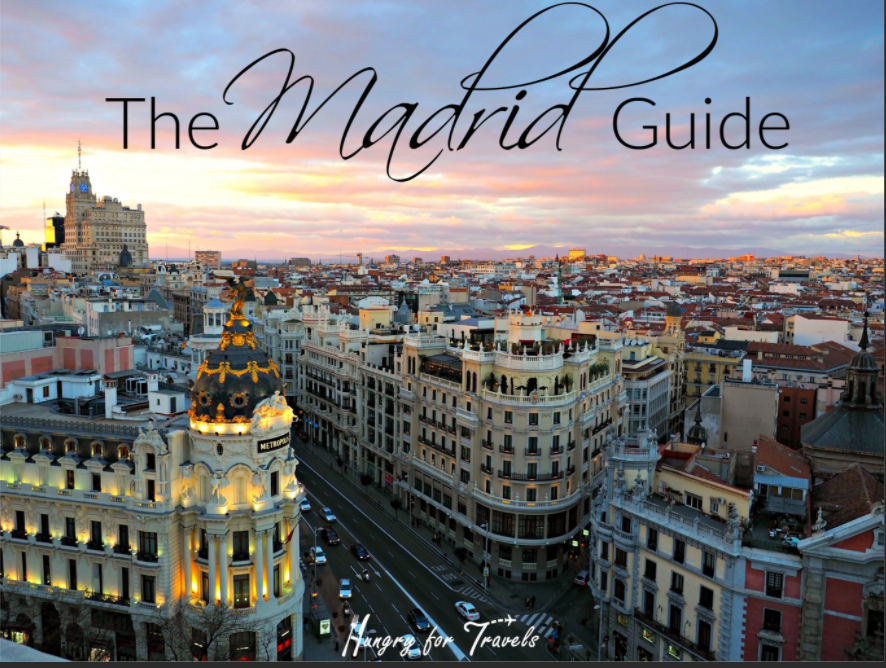 The Madrid Guide
METROPOLIS
Hungry for Travels